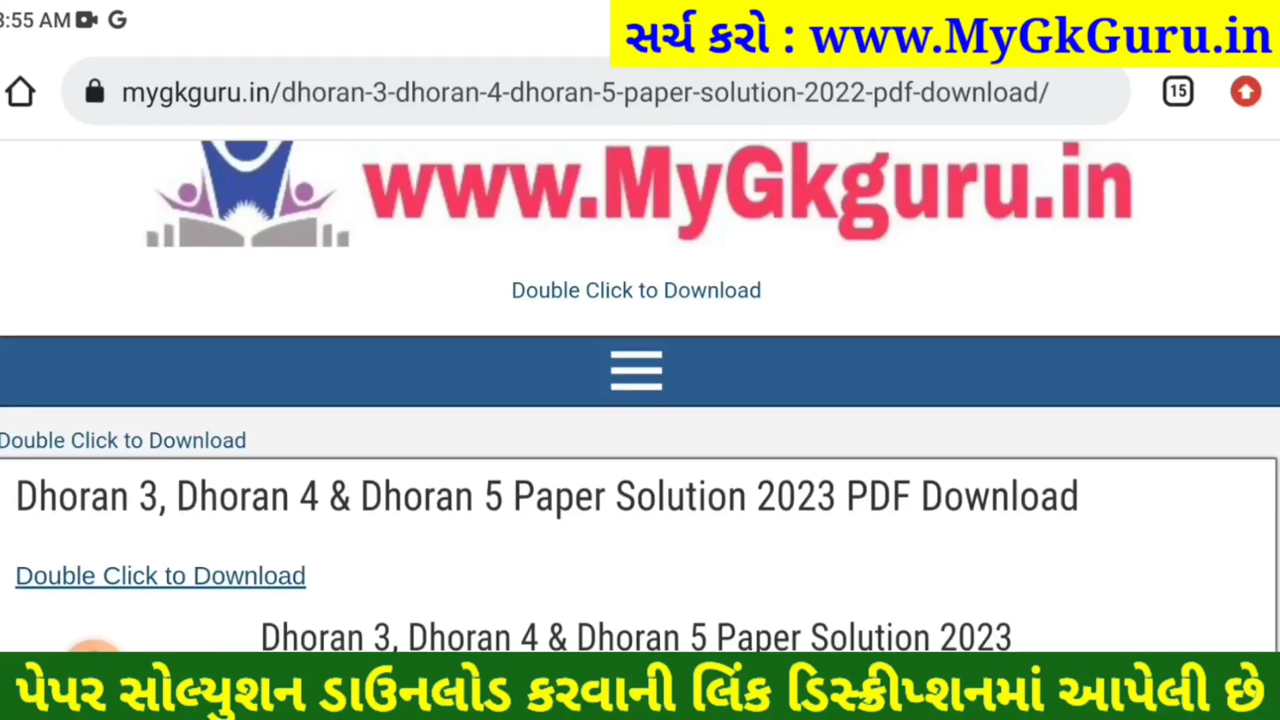 3:55 AM
સર્ચ કરો : www.MyGkGuru.in
mygkguru.in/dhoran-3-dhoran-4-dhoran-5-paper-solution-2022-pdf-download/
15
www.MyGkguru.in
Double Click to Download
Double Click to Download
Dhoran 3, Dhoran 4 & Dhoran 5 Paper Solution 2023 PDF Download
Double Click to Download
Dhoran 3, Dhoran 4 & Dhoran 5 Paper Solution 2023
પેપર સોલ્યુશન ડાઉનલોડ કરવાની લિંક ડિસ્ક્રીપ્શનમાં આપેલી છે